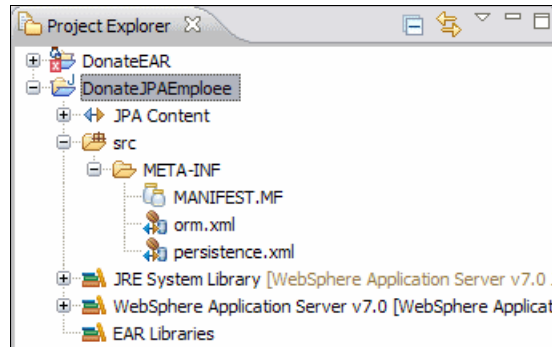 Project Explorer
DonateEAR
DonateJPAEmploee
JPA Content
src
META-INF
MANIFEST.MF
orm.xml
persistence.xml
JRE System Library [WebSphere Application Server v7.0
WebSphere Application Server v7.0 [WebSphere Applicat
EAR Libraries